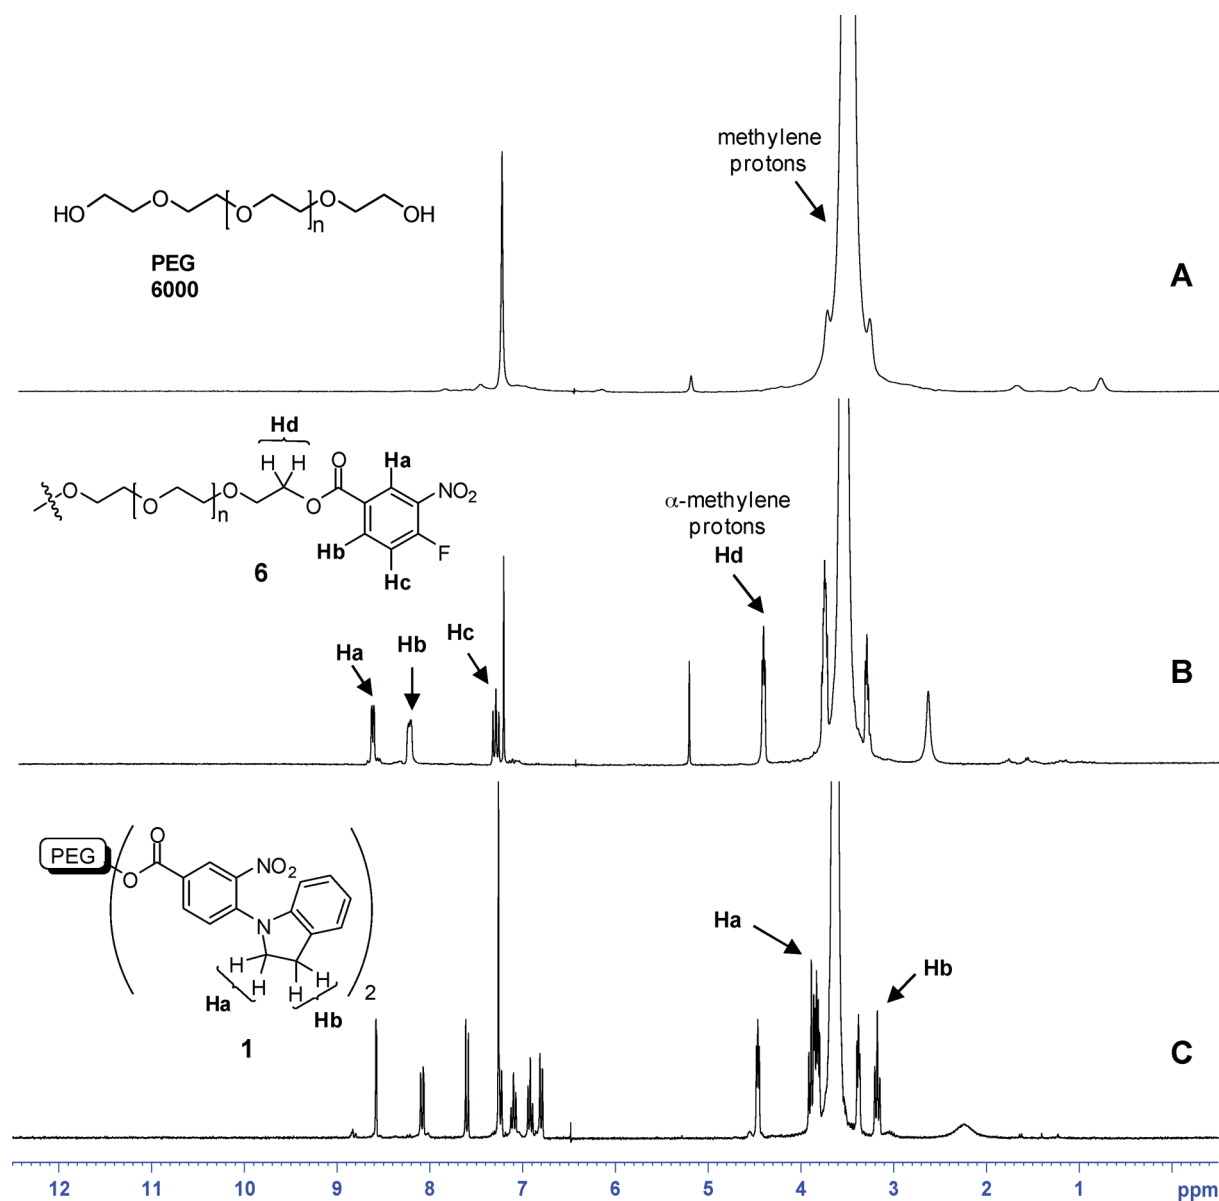 methylene
protons
HO
O
O
n
O
OH
PEG
6000
A
Hd
H H
O
O
O
n
O
O
Ha
NO2
F
Hb
Hc
6
α-methylene
protons
Hd
Ha
Hb
Hc
B
PEG
O
O
NO2
N
H
H
H
H
Ha
Hb
2
1
Ha
Hb
C
12 11 10 9 8 7 6 5 4 3 2 1 ppm